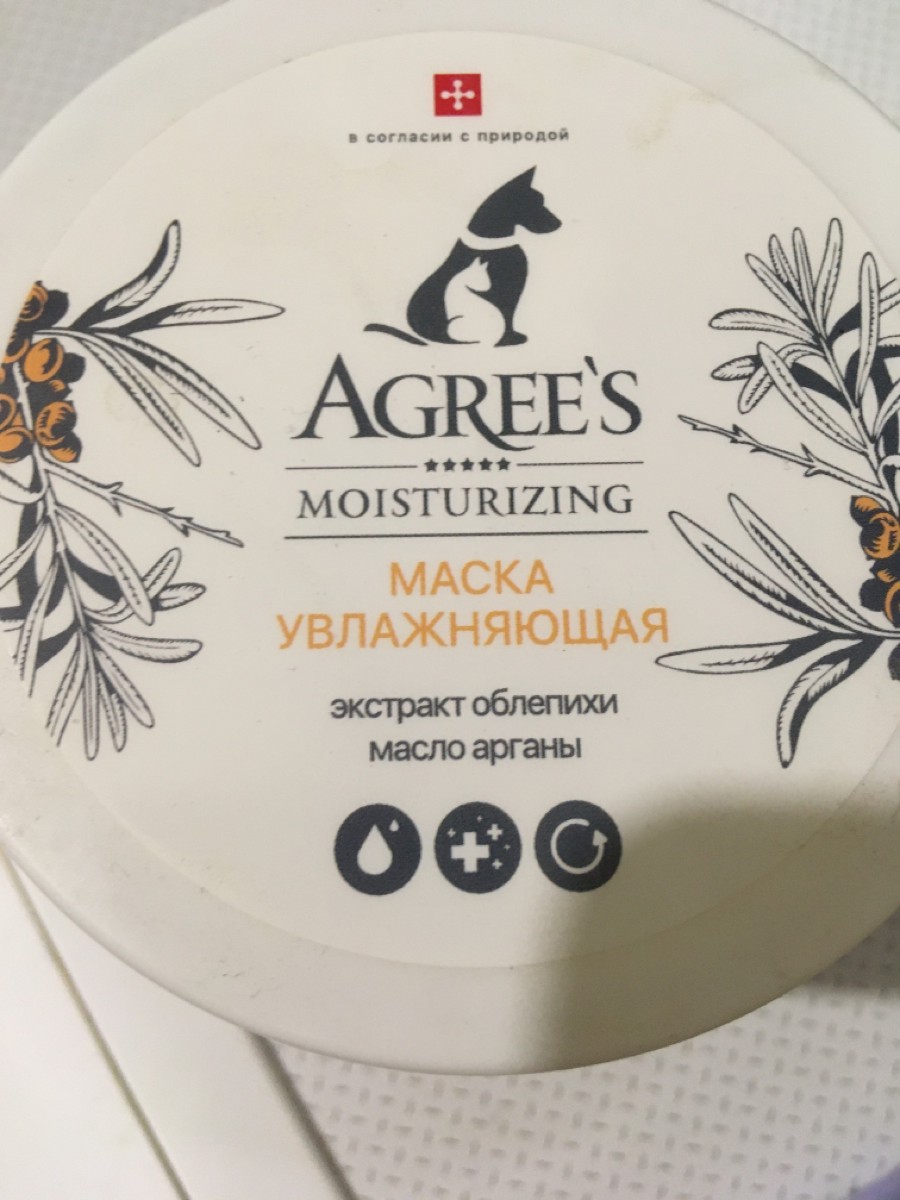 в согласии с природой
AGREE`S
MOISTURIZING
МАСКА
УВЛАЖНЯЮЩАЯ
экстракт облепихи
масло арганы